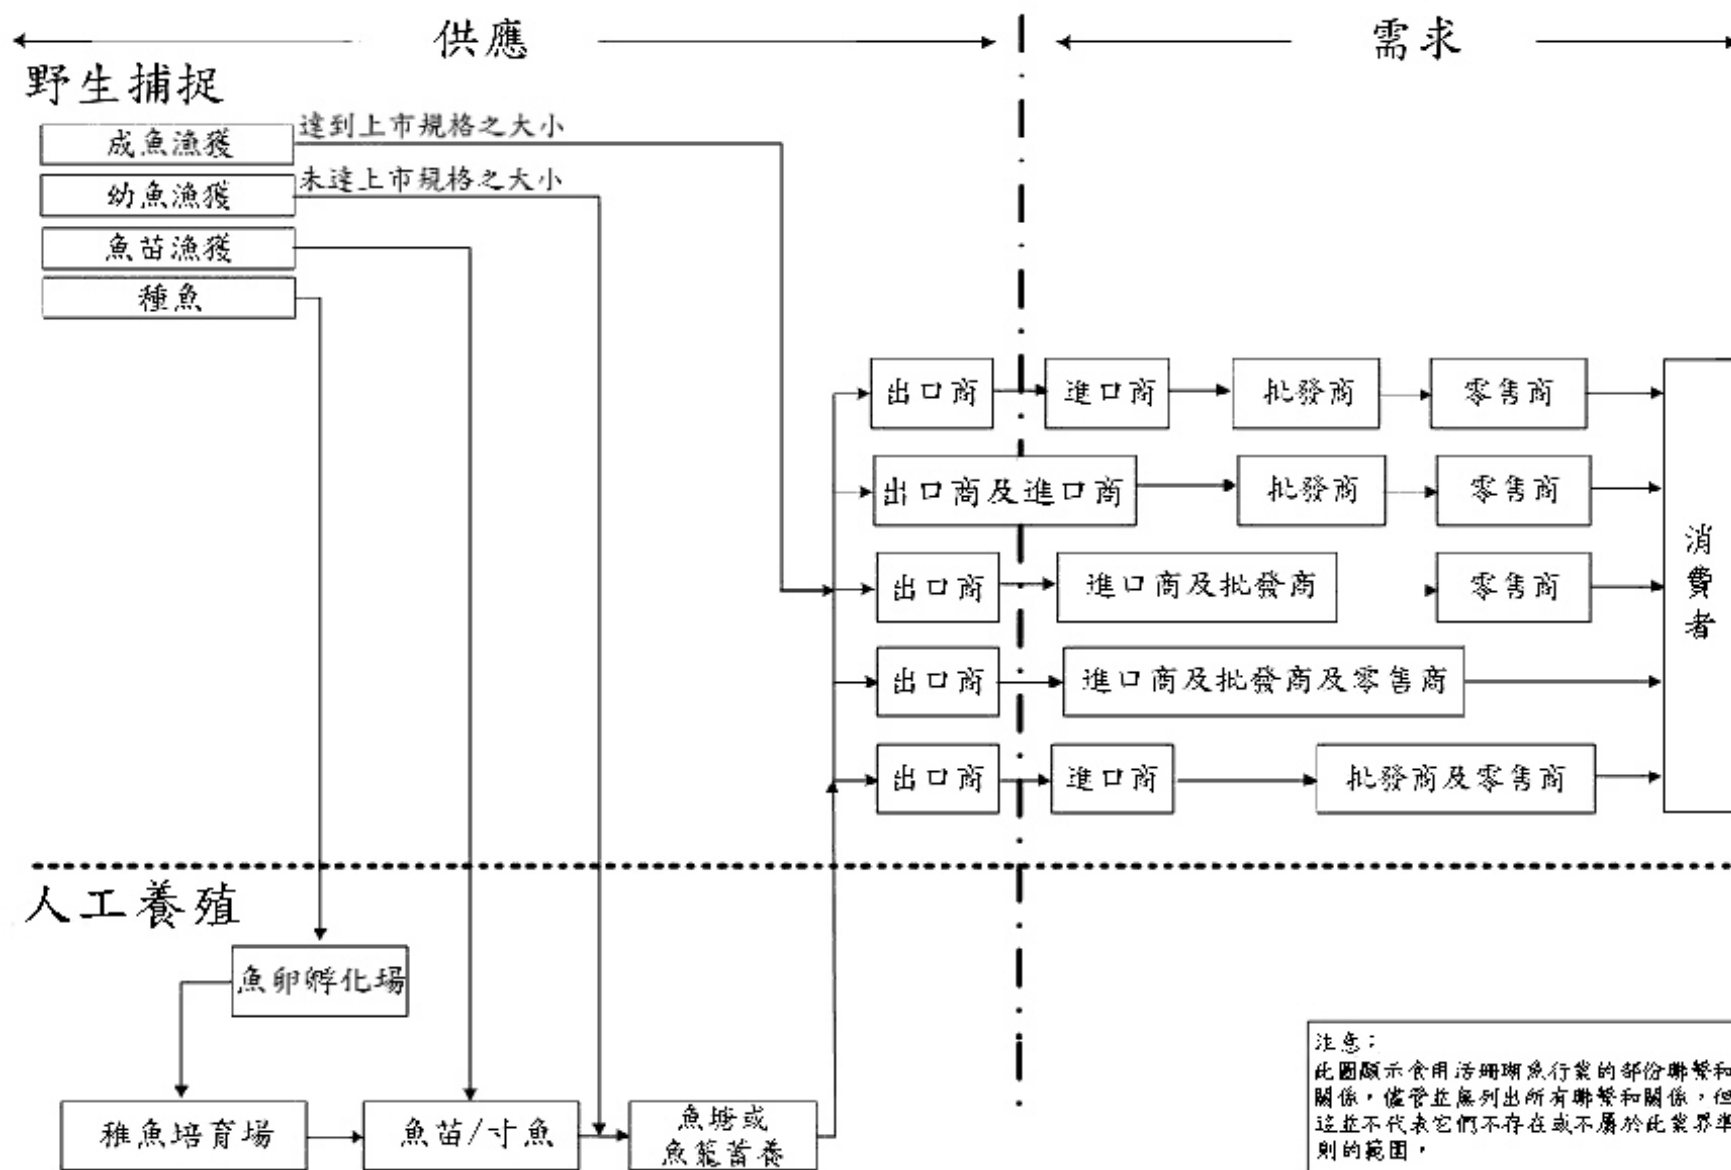 供應
需求
野生捕捉
成魚漁獲
達到上市規格之大小
幼魚漁獲
未達上市規格之大小
魚苗漁獲
種魚
出口商
進口商
批發商
零售商
出口商及進口商
批發商
零售商
出口商
進口商及批發商
零售商
出口商
進口商及批發商及零售商
出口商
進口商
批發商及零售商
消
費
者
人工養殖
魚卵孵化場
稚魚培育場
魚苗/寸魚
魚塘或
魚籠蓄養
注意：
此圖顯示食用活珊瑚魚行業的部份聯繫和
關係，儘管並無列出所有聯繫和關係，但
這並不代表它們不存在或不屬於此業界準
則的範圍，